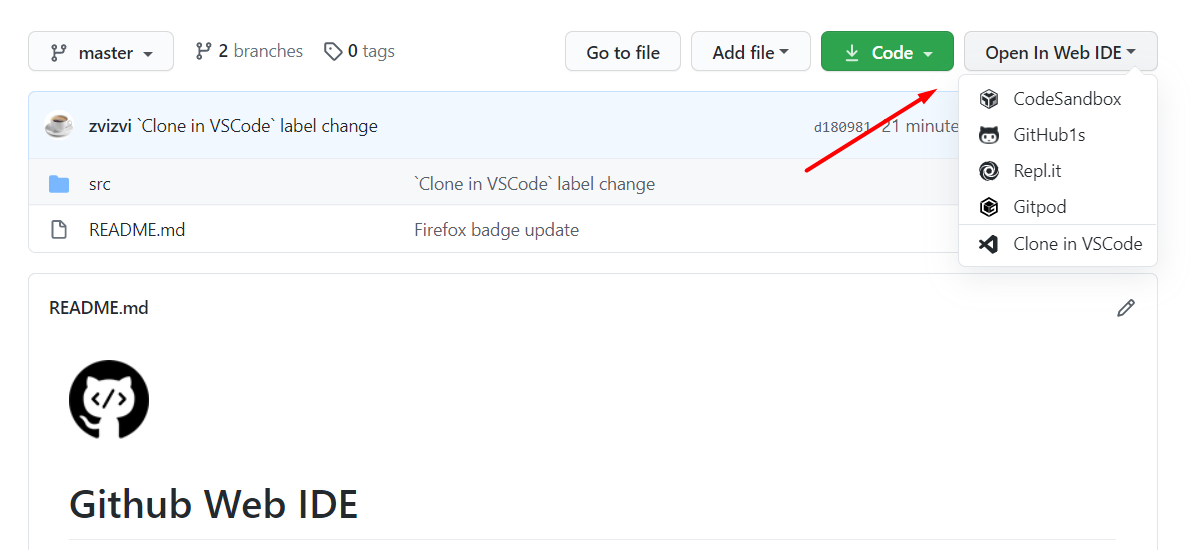 master 2 branches 0 tags Go to file Add file Code Open In Web IDE
zvizvi `Clone in VSCode` label change d180981 21 minute
src `Clone in VSCode` label change
README.md Firefox badge update
CodeSandbox
GitHub1s
Repl.it
Gitpod
Clone in VSCode
README.md
Github Web IDE